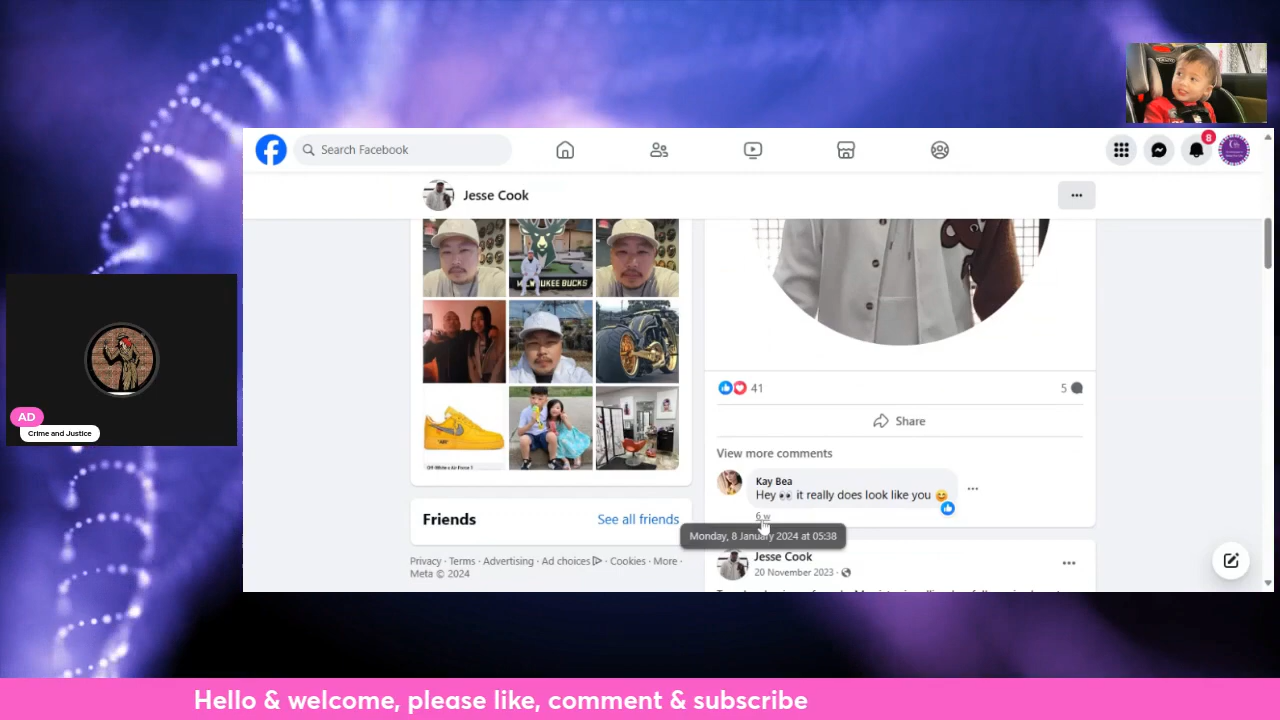 Search Facebook
8
Jesse Cook
MILWAUKEE BUCKS
41
5
Share
View more comments
Kay Bea
Hey 👀 it really does look like you 😊
6 w
Monday, 8 January 2024 at 05:38
Friends
See all friends
Privacy · Terms · Advertising · Ad choices · Cookies · More ·
Meta © 2024
Jesse Cook
20 November 2023 ·
AD
Crime and Justice
Hello & welcome, please like, comment & subscribe